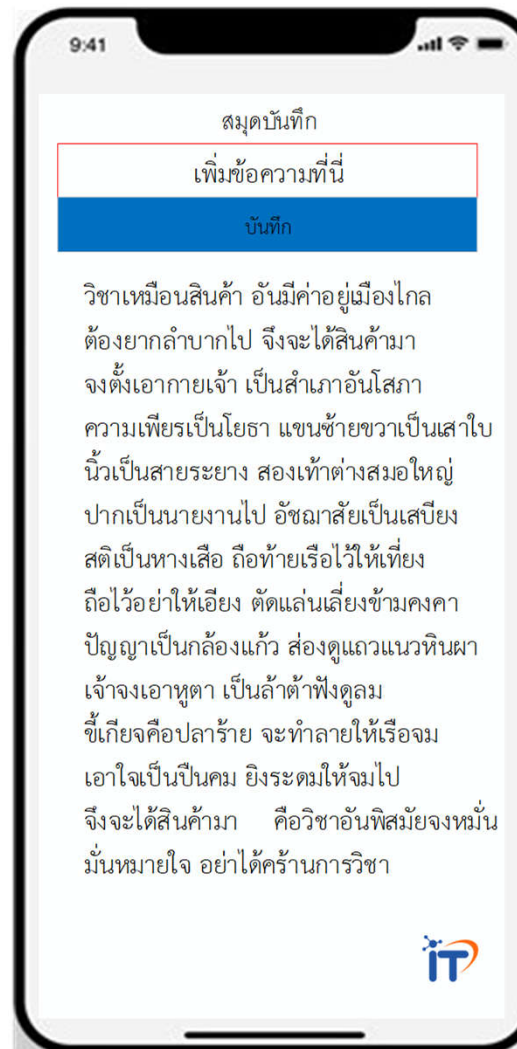 9:41
สมุดบันทึก
เพิ่มข้อความที่นี่
บันทึก
วิชาเหมือนสินค้า อันมีค่าอยู่เมืองไกล
ต้องยากลำบากไป จึงจะได้สินค้ามา
จงตั้งเอากายเจ้า เป็นสำเภาอันโสภา
ความเพียรเป็นโยธา แขนซ้ายขวาเป็นเสาใบ
นิ้วเป็นสายระยาง สองเท้าต่างสมอใหญ่
ปากเป็นนายงานไป อัชฌาสัยเป็นเสบียง
สติเป็นหางเสือ ถือท้ายเรือไว้ให้เที่ยง
ถือไว้อย่าให้เอียง ตัดแล่นเลี่ยงข้ามคงคา
ปัญญาเป็นกล้องแก้ว ส่องดูแถวแนวหินผา
เจ้าจงเอาหูตา เป็นล้าต้าฟังดูลม
ขี้เกียจคือปลาร้าย จะทำลายให้เรือจม
เอาใจเป็นปืนคม ยิงระดมให้จมไป
จึงจะได้สินค้ามา คือวิชาอันพิสมัยจงหมั่น
มั่นหมายใจ อย่าได้คร้านการวิชา
iT